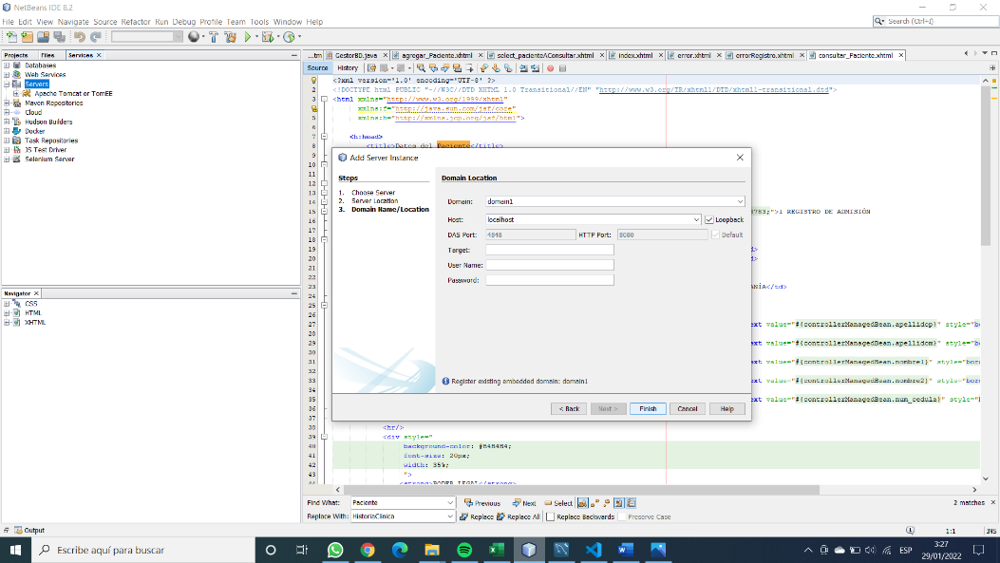 NetBeans IDE 8.2
File Edit View Navigate Source Refactor Run Debug Profile Team Tools Window Help
Search (Ctrl+I)
Projects Files Services
Databases
Web Services
Servers
Apache Tomcat or TomEE
Maven Repositories
Cloud
Hudson Builders
Docker
Task Repositories
JS Test Driver
Selenium Server
Navigator
CSS
HTML
XHTML
...tm GestorBD.java agregar_Paciente.xhtml select_pacienteAConsultar.xhtml index.xhtml error.xhtml errorRegistro.xhtml consultar_Paciente.xhtml
Source History
<?xml version='1.0' encoding='UTF-8' ?>
2 <!DOCTYPE html PUBLIC "-//W3C//DTD XHTML 1.0 Transitional//EN" "http://www.w3.org/TR/xhtml1/DTD/xhtml1-transitional.dtd">
3 <html xmlns="http://www.w3.org/1999/xhtml"
xmlns:f="http://java.sun.com/jsf/core"
5 xmlns:h="http://xmlns.jcp.org/jsf/html">
6
7 <h:head>
8 <title>Datos del Paciente</title>
9
10
11
12
13
14
15 8783;">1 REGISTRO DE ADMISIÓN
16
17
18
19 >
20 >
21
22
23 ANÍA</td>
24
25
26
27 ext value="#{controllerManagedBean.apellidop}" style="bo
28
29 ext value="#{controllerManagedBean.apellidom}" style="bo
30
31 ext value="#{controllerManagedBean.nombre1}" style="bor
32
33 ext value="#{controllerManagedBean.nombre2}" style="bor
34
35 ext value="#{controllerManagedBean.num_cedula}" style="
36
37
38 <hr/>
39 <div style="
40 background-color: #B4B4B4;
41 font-size: 20px;
42 width: 35%;
43 ">
44 <strong>PODER LEGAL</strong>
Add Server Instance
Steps
1. Choose Server
2. Server Location
3. Domain Name/Location
Domain Location
Domain: domain1
Host: localhost Loopback
DAS Port: 4848 HTTP Port: 8080 Default
Target:
User Name:
Password:
Register existing embedded domain: domain1
< Back Next > Finish Cancel Help
Find What: Paciente Previous Next Select 2 matches
Replace With: HistoriaClinica Replace Replace All Replace Backwards Preserve Case
Output 1:1 INS
Escribe aquí para buscar
ESP
3:27
29/01/2022